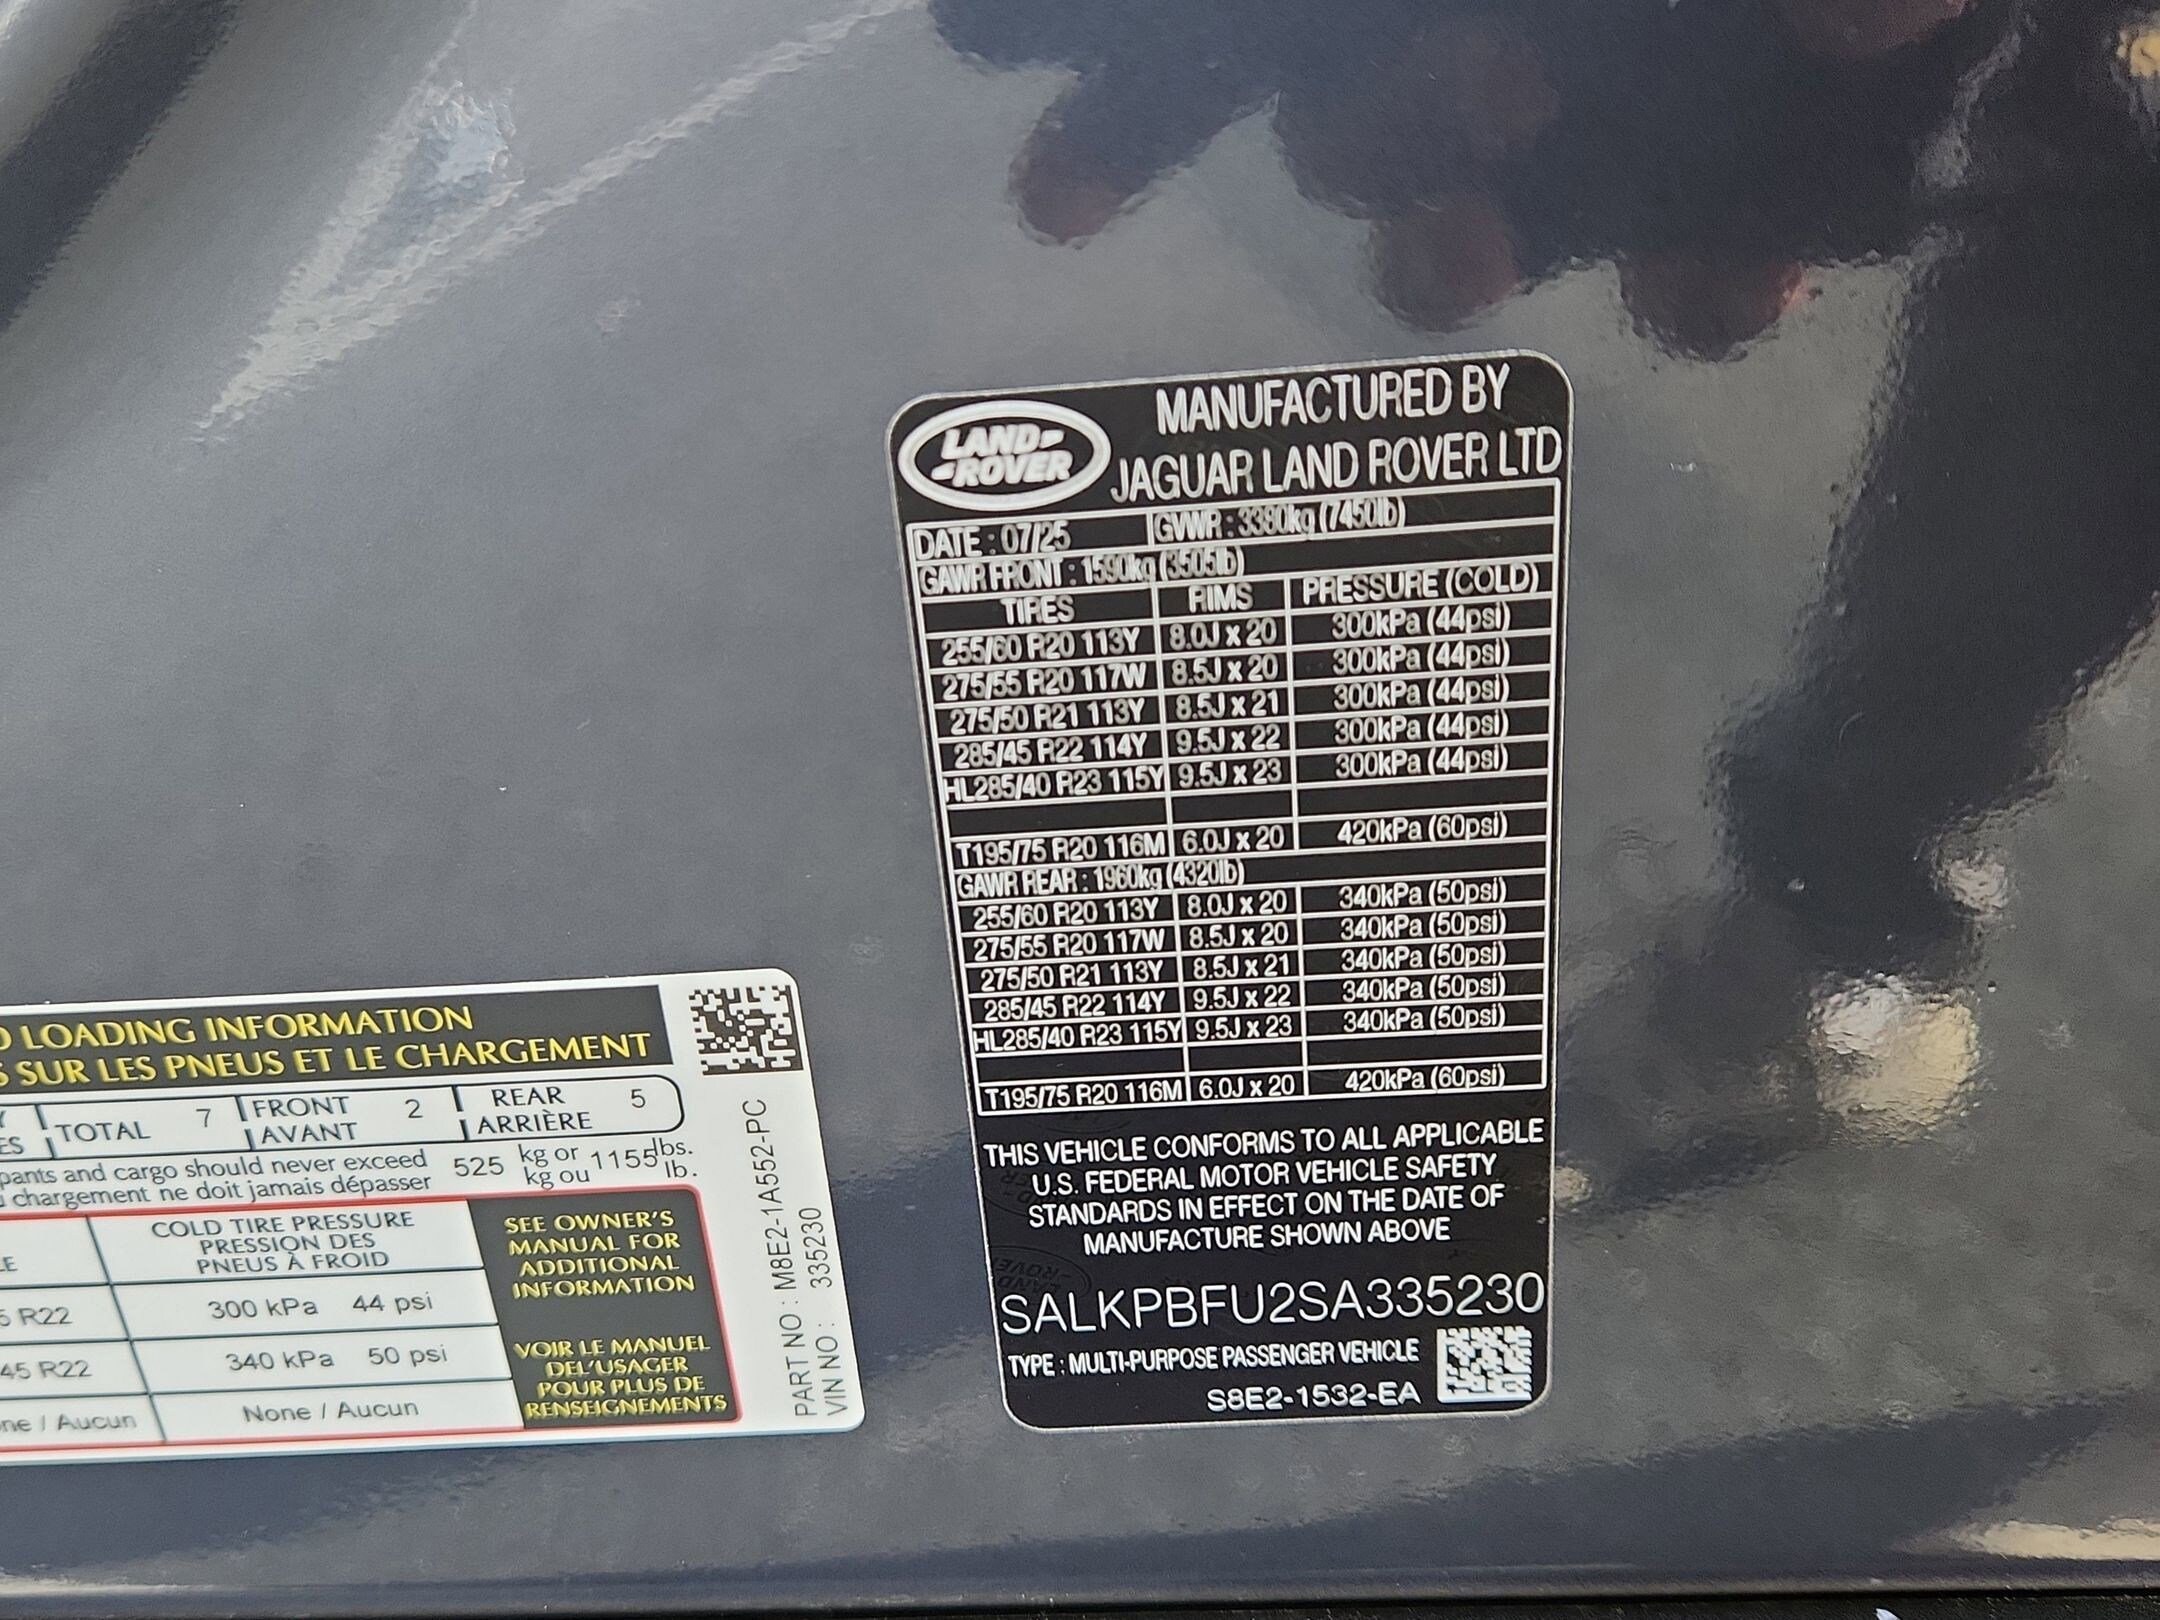 LAND-
-ROVER
MANUFACTURED BY
JAGUAR LAND ROVER LTD
DATE : 07/25 GVWR : 3380kg (7450lb)
GAWR FRONT : 1590kg (3505lb)
TIRES RIMS PRESSURE (COLD)
255/60 R20 113Y 8.0J x 20 300kPa (44psi)
275/55 R20 117W 8.5J x 20 300kPa (44psi)
275/50 R21 113Y 8.5J x 21 300kPa (44psi)
285/45 R22 114Y 9.5J x 22 300kPa (44psi)
HL285/40 R23 115Y 9.5J x 23 300kPa (44psi)
T195/75 R20 116M 6.0J x 20 420kPa (60psi)
GAWR REAR : 1960kg (4320lb)
255/60 R20 113Y 8.0J x 20 340kPa (50psi)
275/55 R20 117W 8.5J x 20 340kPa (50psi)
275/50 R21 113Y 8.5J x 21 340kPa (50psi)
285/45 R22 114Y 9.5J x 22 340kPa (50psi)
HL285/40 R23 115Y 9.5J x 23 340kPa (50psi)
T195/75 R20 116M 6.0J x 20 420kPa (60psi)
THIS VEHICLE CONFORMS TO ALL APPLICABLE
U.S. FEDERAL MOTOR VEHICLE SAFETY
STANDARDS IN EFFECT ON THE DATE OF
MANUFACTURE SHOWN ABOVE
SALKPBFU2SA335230
TYPE : MULTI-PURPOSE PASSENGER VEHICLE
S8E2-1532-EA
LOADING INFORMATION
SUR LES PNEUS ET LE CHARGEMENT
TOTAL 7 FRONT 2 REAR 5
AVANT ARRIÈRE
pants and cargo should never exceed 525 kg or 1155 lbs.
chargement ne doit jamais dépasser kg ou lb.
COLD TIRE PRESSURE
PRESSION DES
PNEUS À FROID
R22 300 kPa 44 psi
45 R22 340 kPa 50 psi
ne / Aucun None / Aucun
SEE OWNER'S
MANUAL FOR
ADDITIONAL
INFORMATION
VOIR LE MANUEL
DEL'USAGER
POUR PLUS DE
RENSEIGNEMENTS
PART NO : M8E2-1A552-PC
VIN NO : 335230